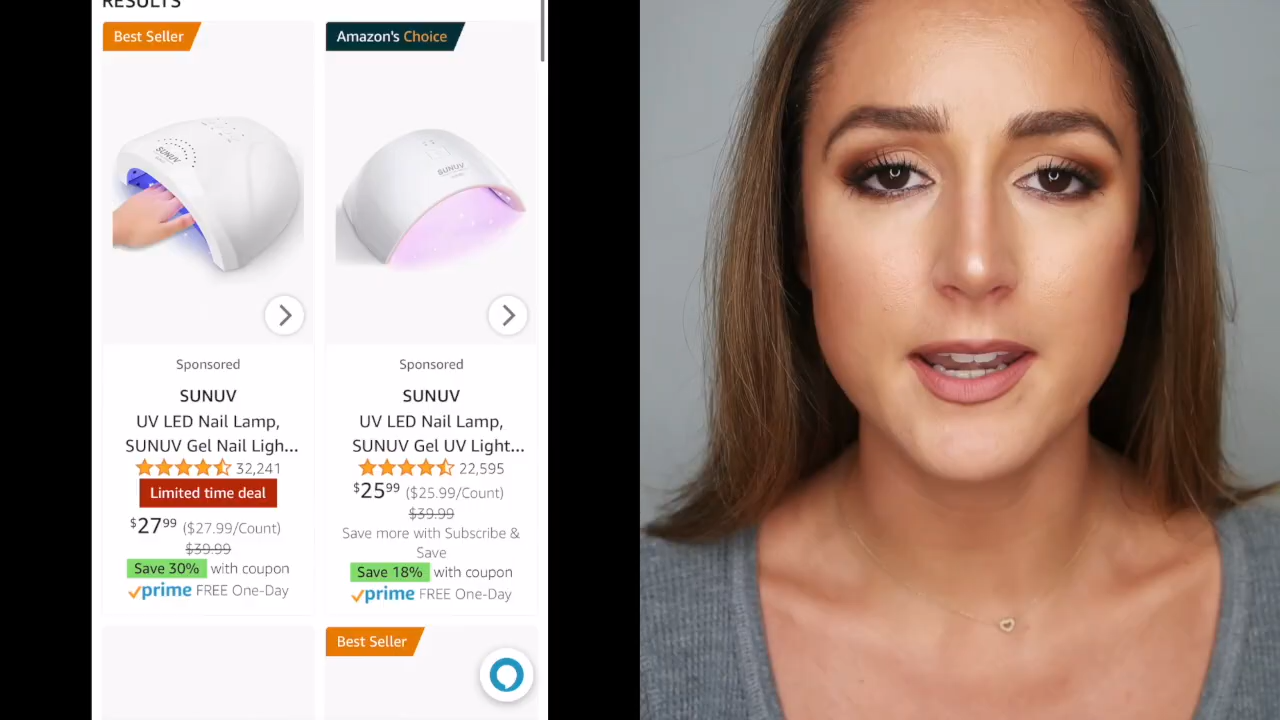 RESULTS
Best Seller
SUNUV
Sponsored
SUNUV
UV LED Nail Lamp,
SUNUV Gel Nail Ligh...
32,241
Limited time deal
$27.99 ($27.99/Count)
$39.99
Save 30% with coupon
prime FREE One-Day
Amazon's Choice
SUNUV
Sponsored
SUNUV
UV LED Nail Lamp,
SUNUV Gel UV Light...
22,595
$25.99 ($25.99/Count)
$39.99
Save more with Subscribe &
Save
Save 18% with coupon
prime FREE One-Day
Best Seller